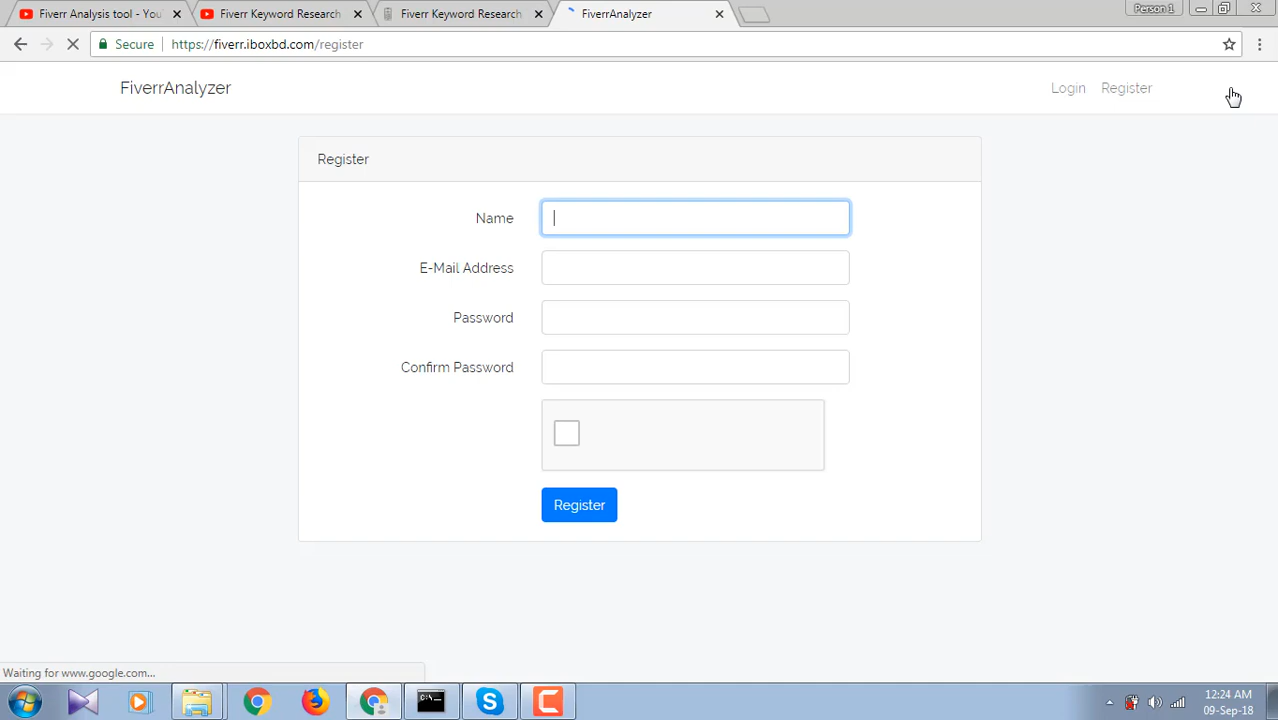 Fiverr Analysis tool - You
Fiverr Keyword Research
Fiverr Keyword Research
FiverrAnalyzer
Person 1
Secure
https://fiverr.iboxbd.com/register
FiverrAnalyzer
Login
Register
Register
Name
E-Mail Address
Password
Confirm Password
Register
Waiting for www.google.com...
12:24 AM
09-Sep-18